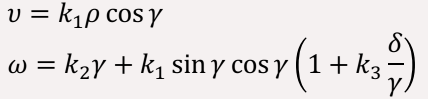 υ = k₁ρ cos γ
ω = k₂γ + k₁ sin γ cos γ (1 + k₃ δ/γ)